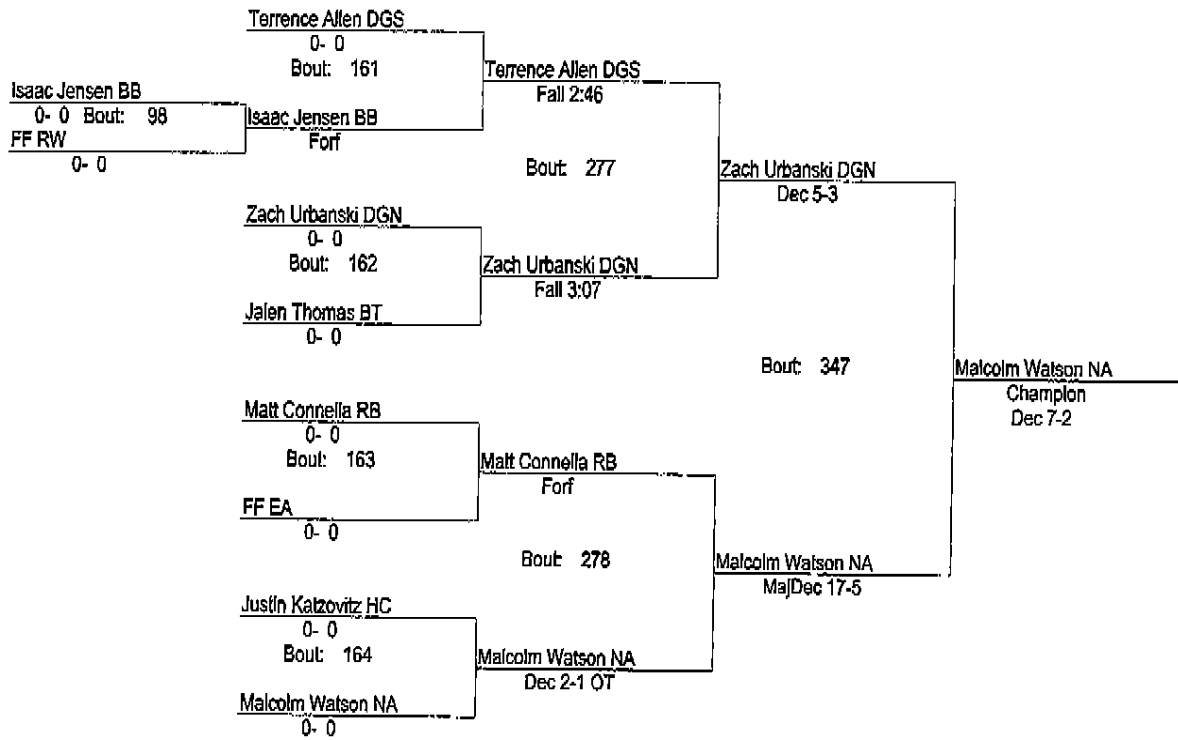 Terrence Allen DGS
0- 0
Bout: 161
Terrence Allen DGS
Fall 2:46
Isaac Jensen BB
0- 0 Bout: 98
FF RW
0- 0
Isaac Jensen BB
Forf
Bout: 277
Zach Urbanski DGN
Dec 5-3
Zach Urbanski DGN
0- 0
Bout: 162
Zach Urbanski DGN
Fall 3:07
Jalen Thomas BT
0- 0
Bout: 347
Malcolm Watson NA
Champion
Dec 7-2
Matt Connella RB
0- 0
Bout: 163
Matt Connella RB
Forf
FF EA
0- 0
Bout: 278
Malcolm Watson NA
MajDec 17-5
Justin Katzovitz HC
0- 0
Bout: 164
Malcolm Watson NA
Dec 2-1 OT
Malcolm Watson NA
0- 0